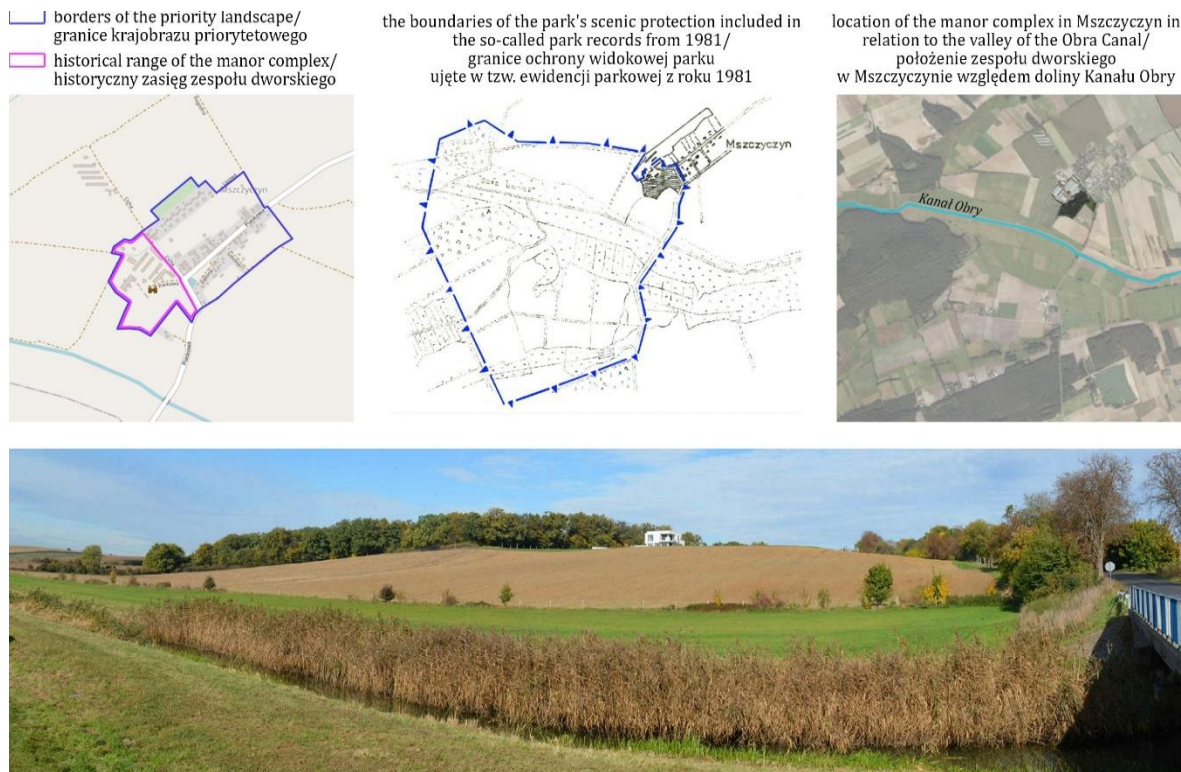 borders of the priority landscape/
granice krajobrazu priorytetowego
historical range of the manor complex/
historyczny zasięg zespołu dworskiego
the boundaries of the park's scenic protection included in
the so-called park records from 1981/
granice ochrony widokowej parku
ujęte w tzw. ewidencji parkowej z roku 1981
location of the manor complex in Mszczyczyn in
relation to the valley of the Obra Canal/
położenie zespołu dworskiego
w Mszczyczynie względem doliny Kanału Obry
Mszczyczyn
Mszczyczyn
Kanał Obry